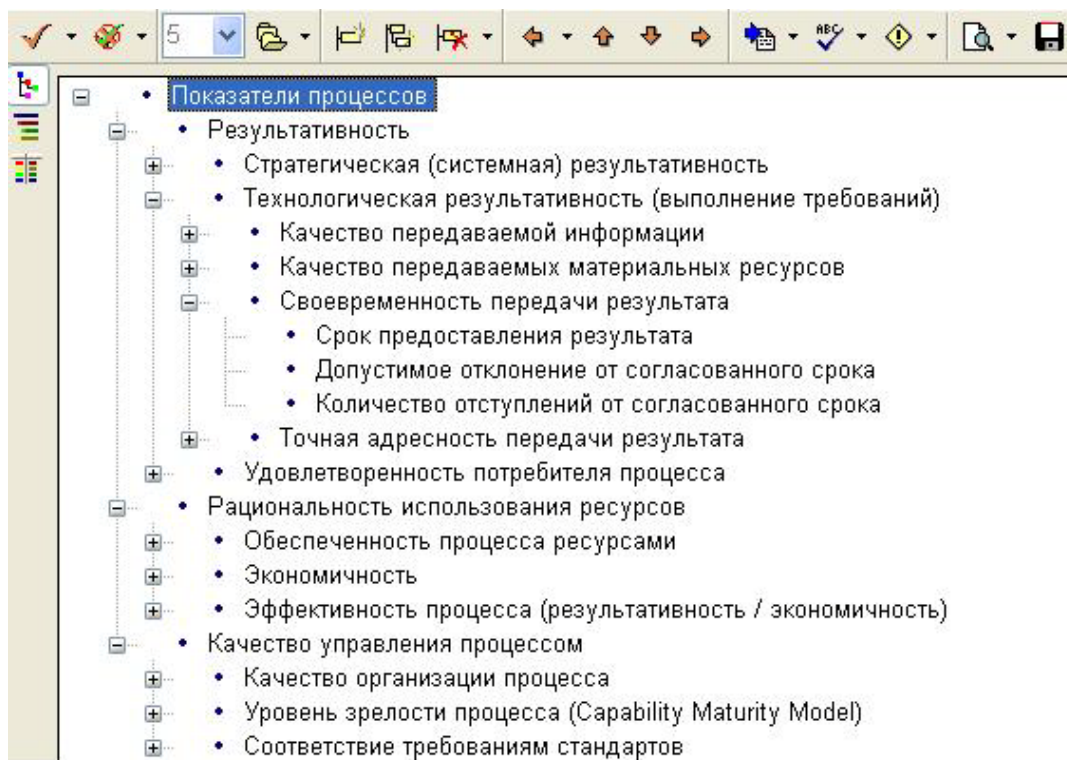 5
ABC
Показатели процессов
Результативность
Стратегическая (системная) результативность
Технологическая результативность (выполнение требований)
Качество передаваемой информации
Качество передаваемых материальных ресурсов
Своевременность передачи результата
Срок предоставления результата
Допустимое отклонение от согласованного срока
Количество отступлений от согласованного срока
Точная адресность передачи результата
Удовлетворенность потребителя процесса
Рациональность использования ресурсов
Обеспеченность процесса ресурсами
Экономичность
Эффективность процесса (результативность / экономичность)
Качество управления процессом
Качество организации процесса
Уровень зрелости процесса (Capability Maturity Model)
Соответствие требованиям стандартов